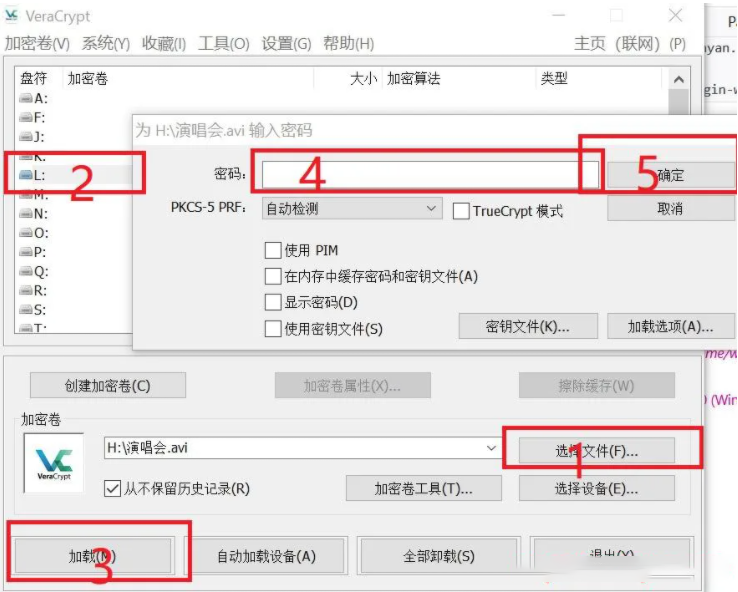 VeraCrypt
加密卷(V) 系统(Y) 收藏(I) 工具(O) 设置(G) 帮助(H) 主页 (联网) (P)
盘符 加密卷 大小 加密算法 类型
A:
F:
J:
K:
L:
2
M:
N:
O:
P:
Q:
R:
S:
T:
为 H:\演唱会.avi 输入密码
密码:
4
5
确定
PKCS-5 PRF: 自动检测 TrueCrypt 模式 取消
使用 PIM
在内存中缓存密码和密钥文件(A)
显示密码(D)
使用密钥文件(S) 密钥文件(K)... 加载选项(A)...
创建加密卷(C) 加密卷属性(X)... 擦除缓存(W)
加密卷
VeraCrypt
H:\演唱会.avi
选择文件(F)...
1
从不保留历史记录(R) 加密卷工具(T)... 选择设备(E)...
加载(M)
3
自动加载设备(A) 全部卸载(S) 退出(X)
yan.
gin-w
me/w
(Win